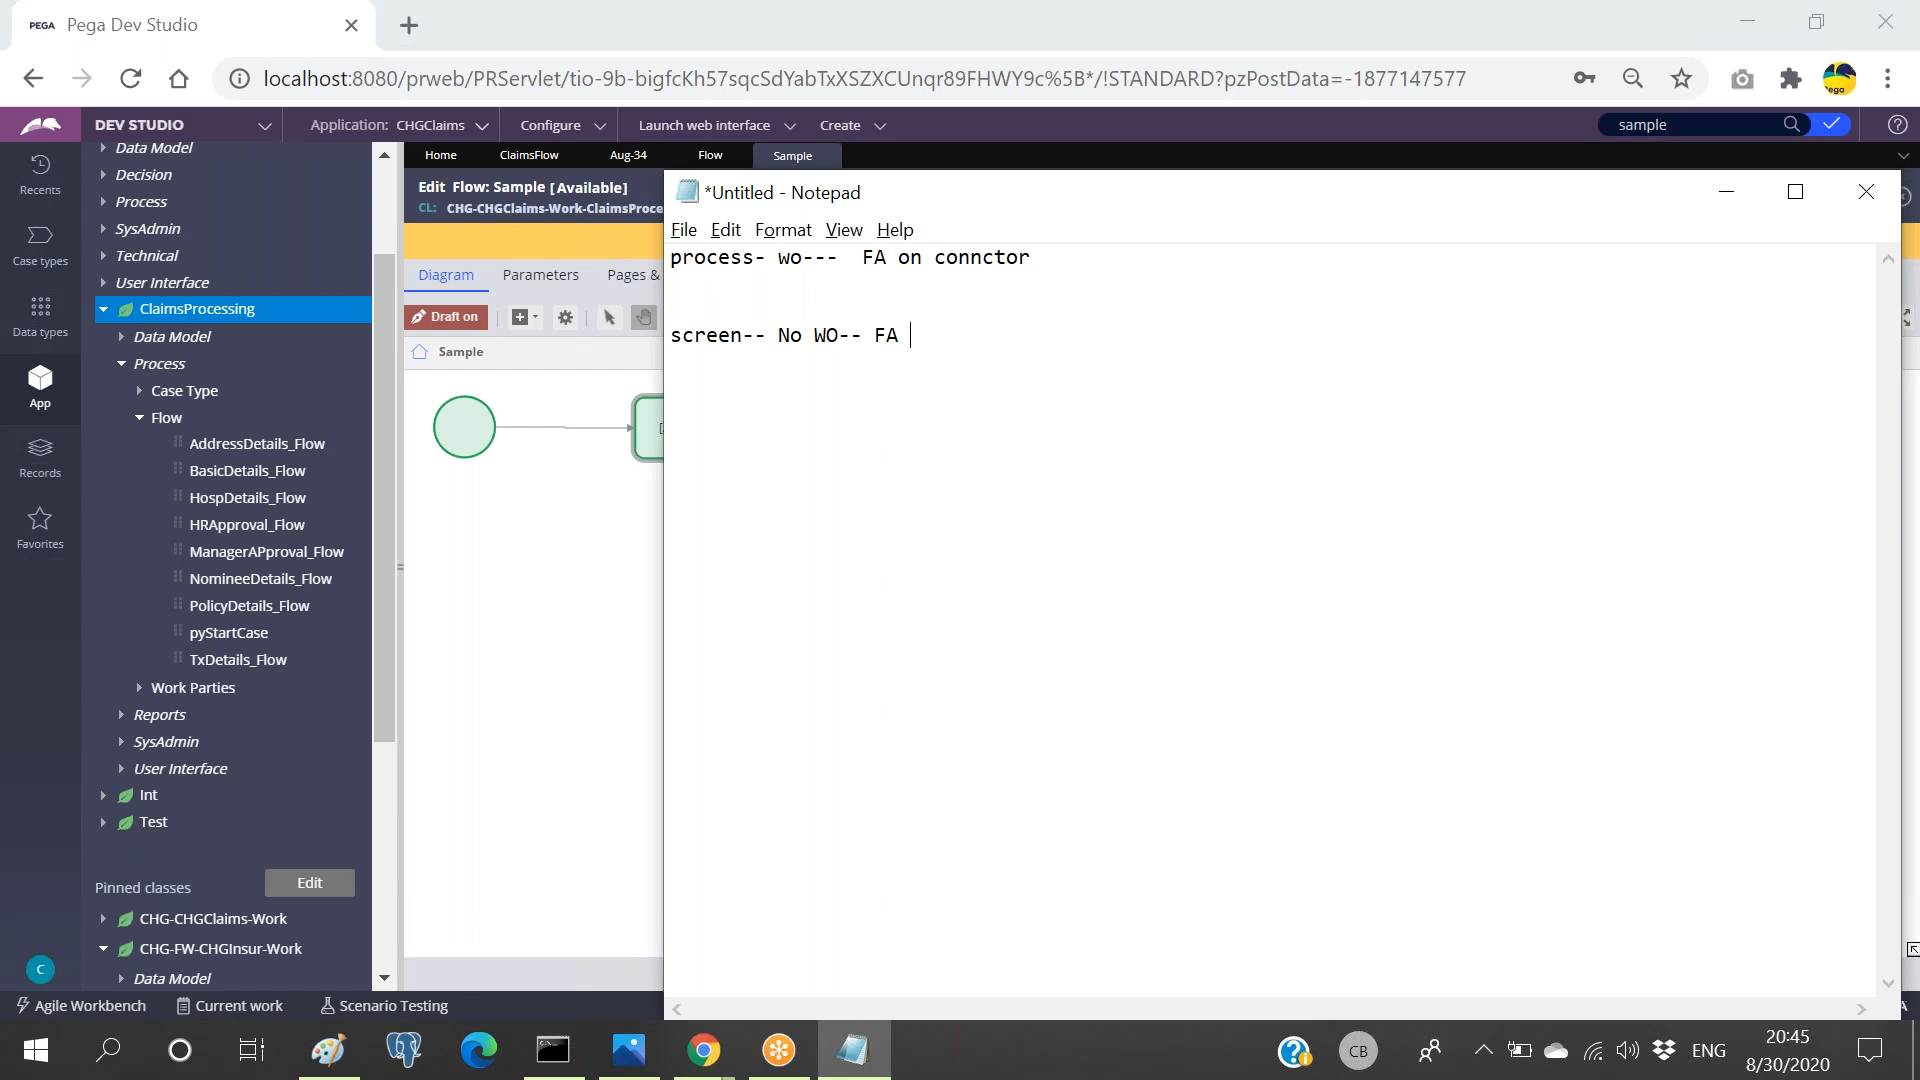 PEGA Pega Dev Studio
localhost:8080/prweb/PRServlet/tio-9b-bigfcKh57sqcSdYabTxXSZXCUnqr89FHWY9c%5B*/!STANDARD?pzPostData=-1877147577
DEV STUDIO
Application: CHGClaims
Configure
Launch web interface
Create
sample
Recents
Case types
Data types
App
Records
Favorites
C
Data Model
Decision
Process
SysAdmin
Technical
User Interface
ClaimsProcessing
Data Model
Process
Case Type
Flow
AddressDetails_Flow
BasicDetails_Flow
HospDetails_Flow
HRApproval_Flow
ManagerAPproval_Flow
NomineeDetails_Flow
PolicyDetails_Flow
pyStartCase
TxDetails_Flow
Work Parties
Reports
SysAdmin
User Interface
Int
Test
Pinned classes
Edit
CHG-CHGClaims-Work
CHG-FW-CHGInsur-Work
Data Model
Home
ClaimsFlow
Aug-34
Flow
Sample
Edit Flow: Sample [Available]
CL: CHG-CHGClaims-Work-ClaimsProce
Diagram
Parameters
Pages &
Draft on
Sample
*Untitled - Notepad
File Edit Format View Help
process- wo---  FA on connctor
screen-- No WO-- FA
Agile Workbench
Current work
Scenario Testing
CB
ENG
20:45
8/30/2020